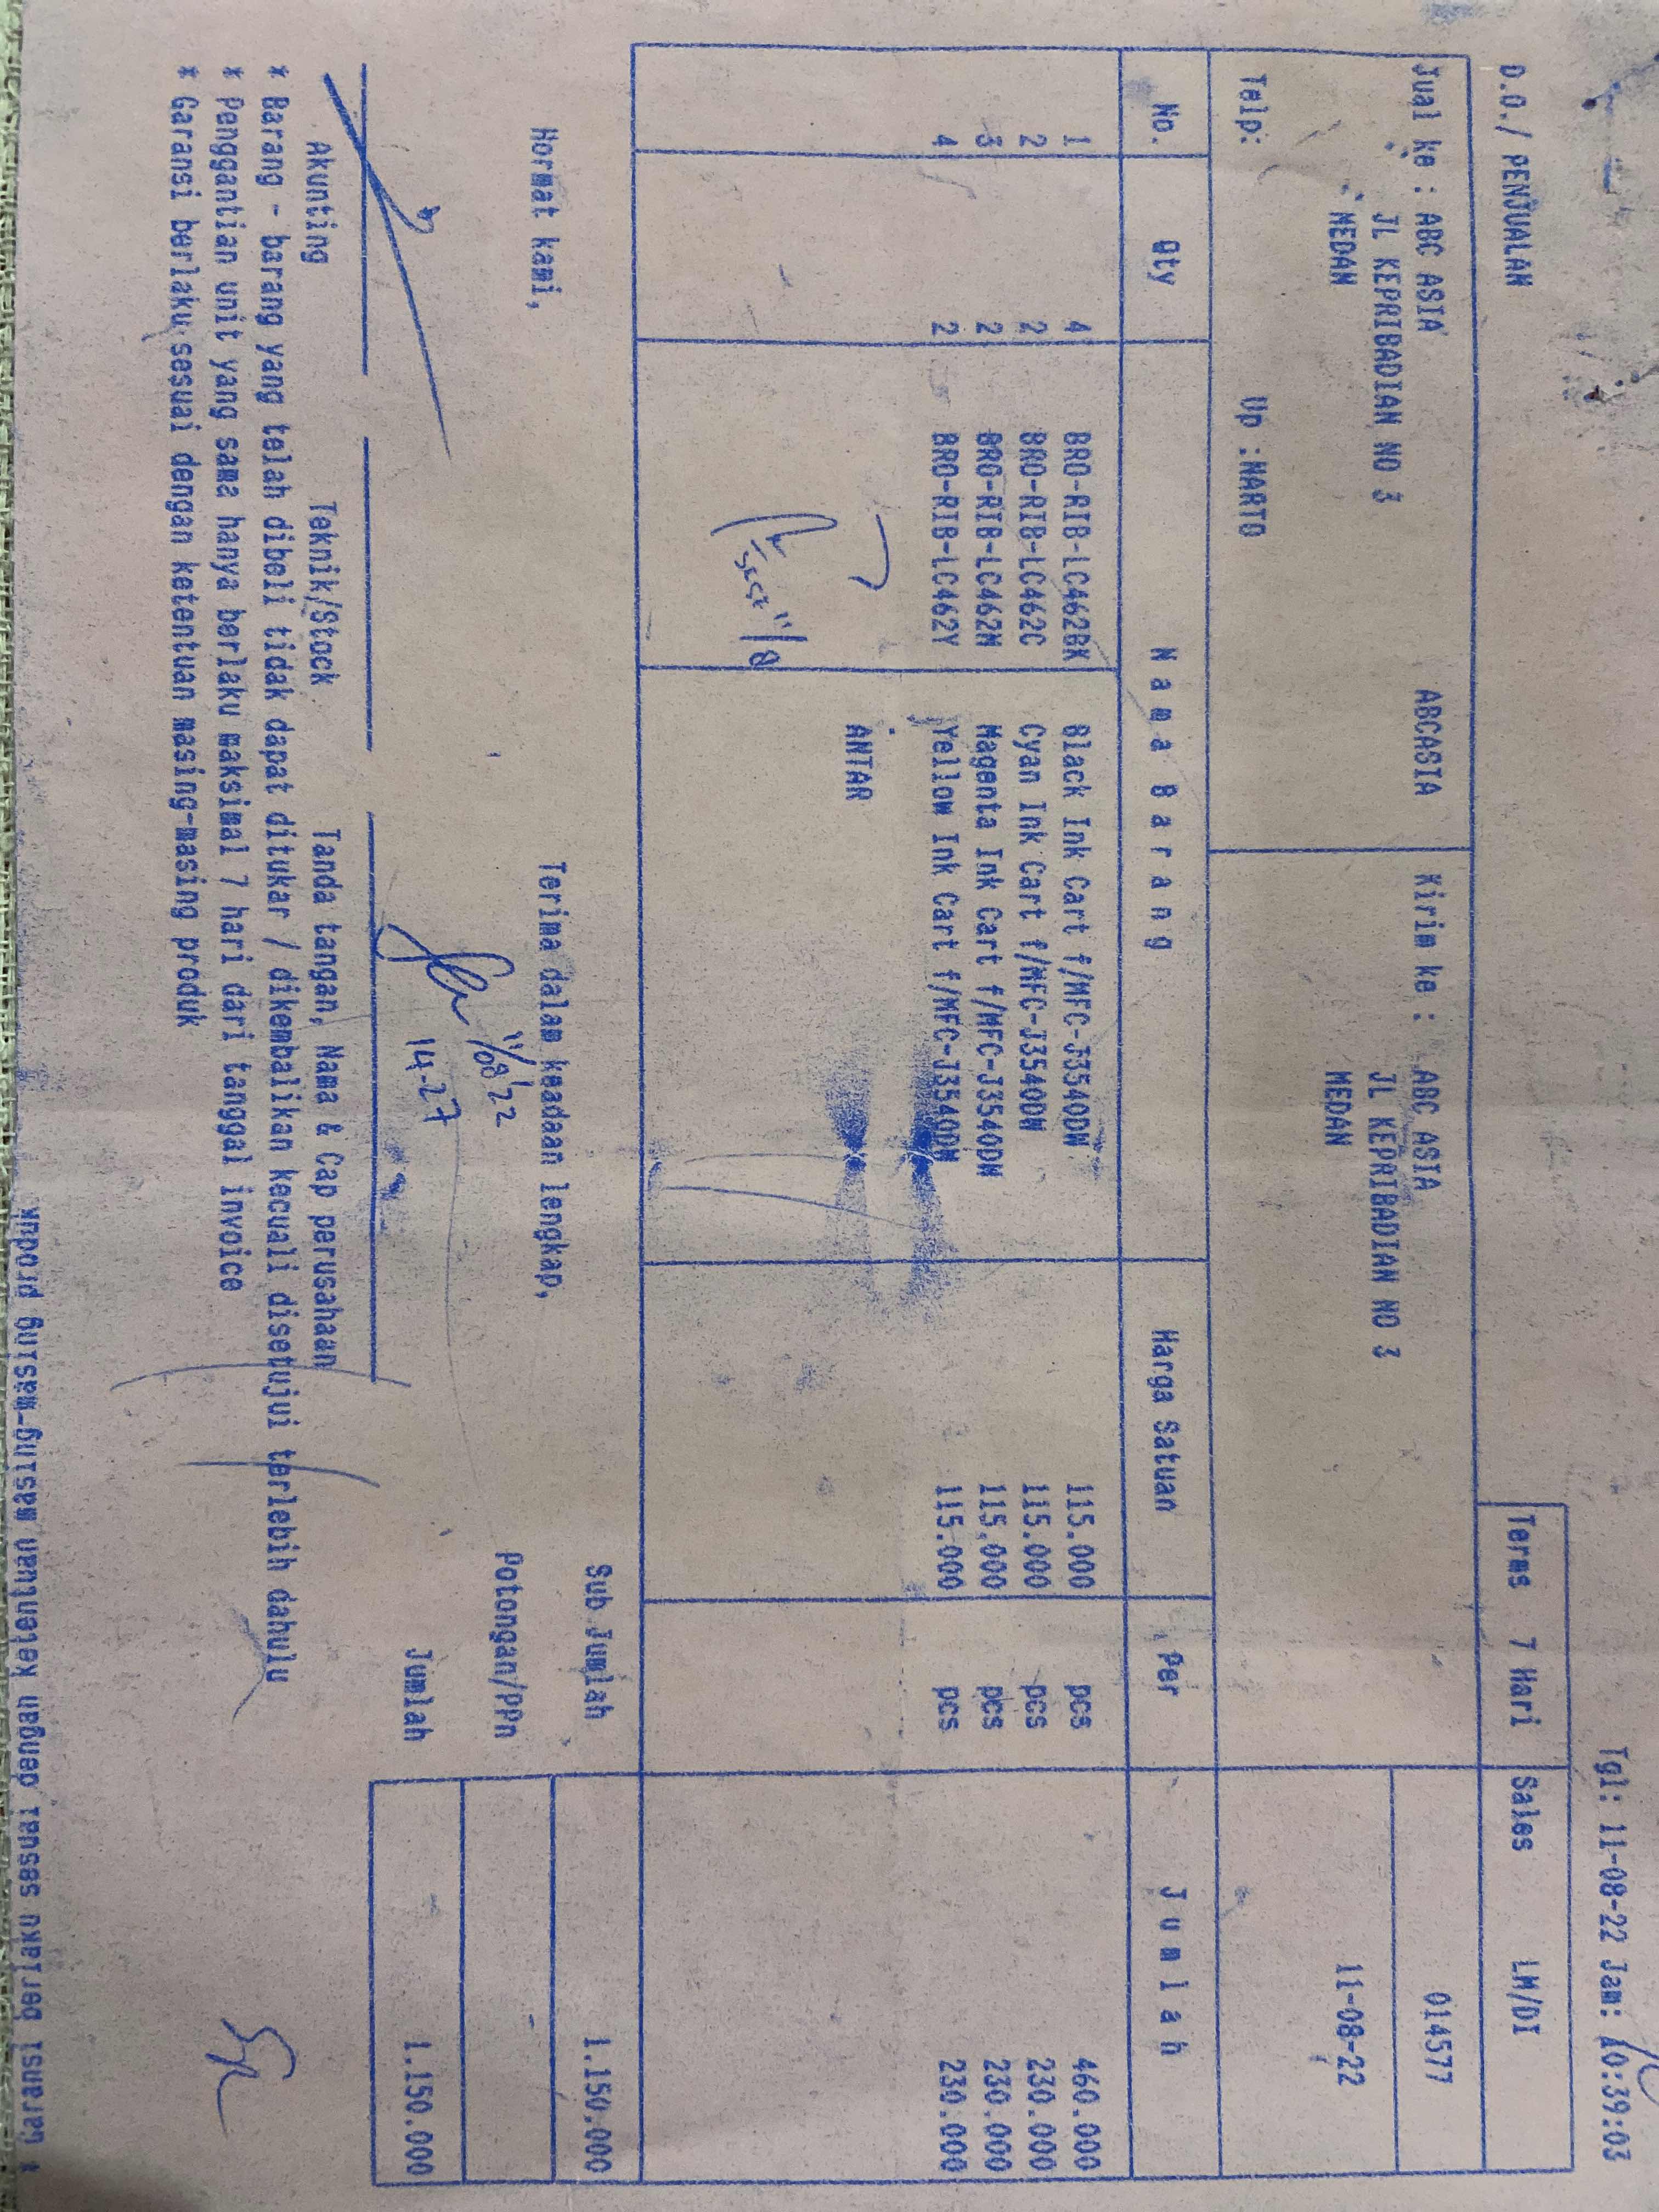 Tgl: 11-08-22 Jam: 10:39:03
D.O./ PENJUALAN
Terms 7 Hari Sales LM/DI
Jual ke : ABC ASIA ABCASIA Kirim ke : ABC ASIA 014577
JL KEPRIBADIAN NO 3 JL KEPRIBADIAN NO 3
MEDAN MEDAN 11-08-22
Telp: Up :NARTO
No. Qty Nama Barang Harga Satuan Per Jumlah
1 4 BRO-RIB-LC462BK Black Ink Cart f/MFC-J3540DW 115.000 pcs 460.000
2 2 BRO-RIB-LC462C Cyan Ink Cart f/MFC-J3540DW 115.000 pcs 230.000
3 2 BRO-RIB-LC462M Magenta Ink Cart f/MFC-J3540DW 115.000 pcs 230.000
4 2 BRO-RIB-LC462Y Yellow Ink Cart f/MFC-J3540DW 115.000 pcs 230.000
ANTAR
11/8
Sub Jumlah 1.150.000
Hormat kami, Terima dalam keadaan lengkap,
Potongan/PPn
11/08'22
14-27
Jumlah 1.150.000
Akunting Teknik/Stock Tanda tangan, Nama & Cap perusahaan
* Barang - barang yang telah dibeli tidak dapat ditukar / dikembalikan kecuali disetujui terlebih dahulu
* Penggantian unit yang sama hanya berlaku maksimal 7 hari dari tanggal invoice
* Garansi berlaku sesuai dengan ketentuan masing-masing produk
* Garansi berlaku sesuai dengan ketentuan masing-masing produk